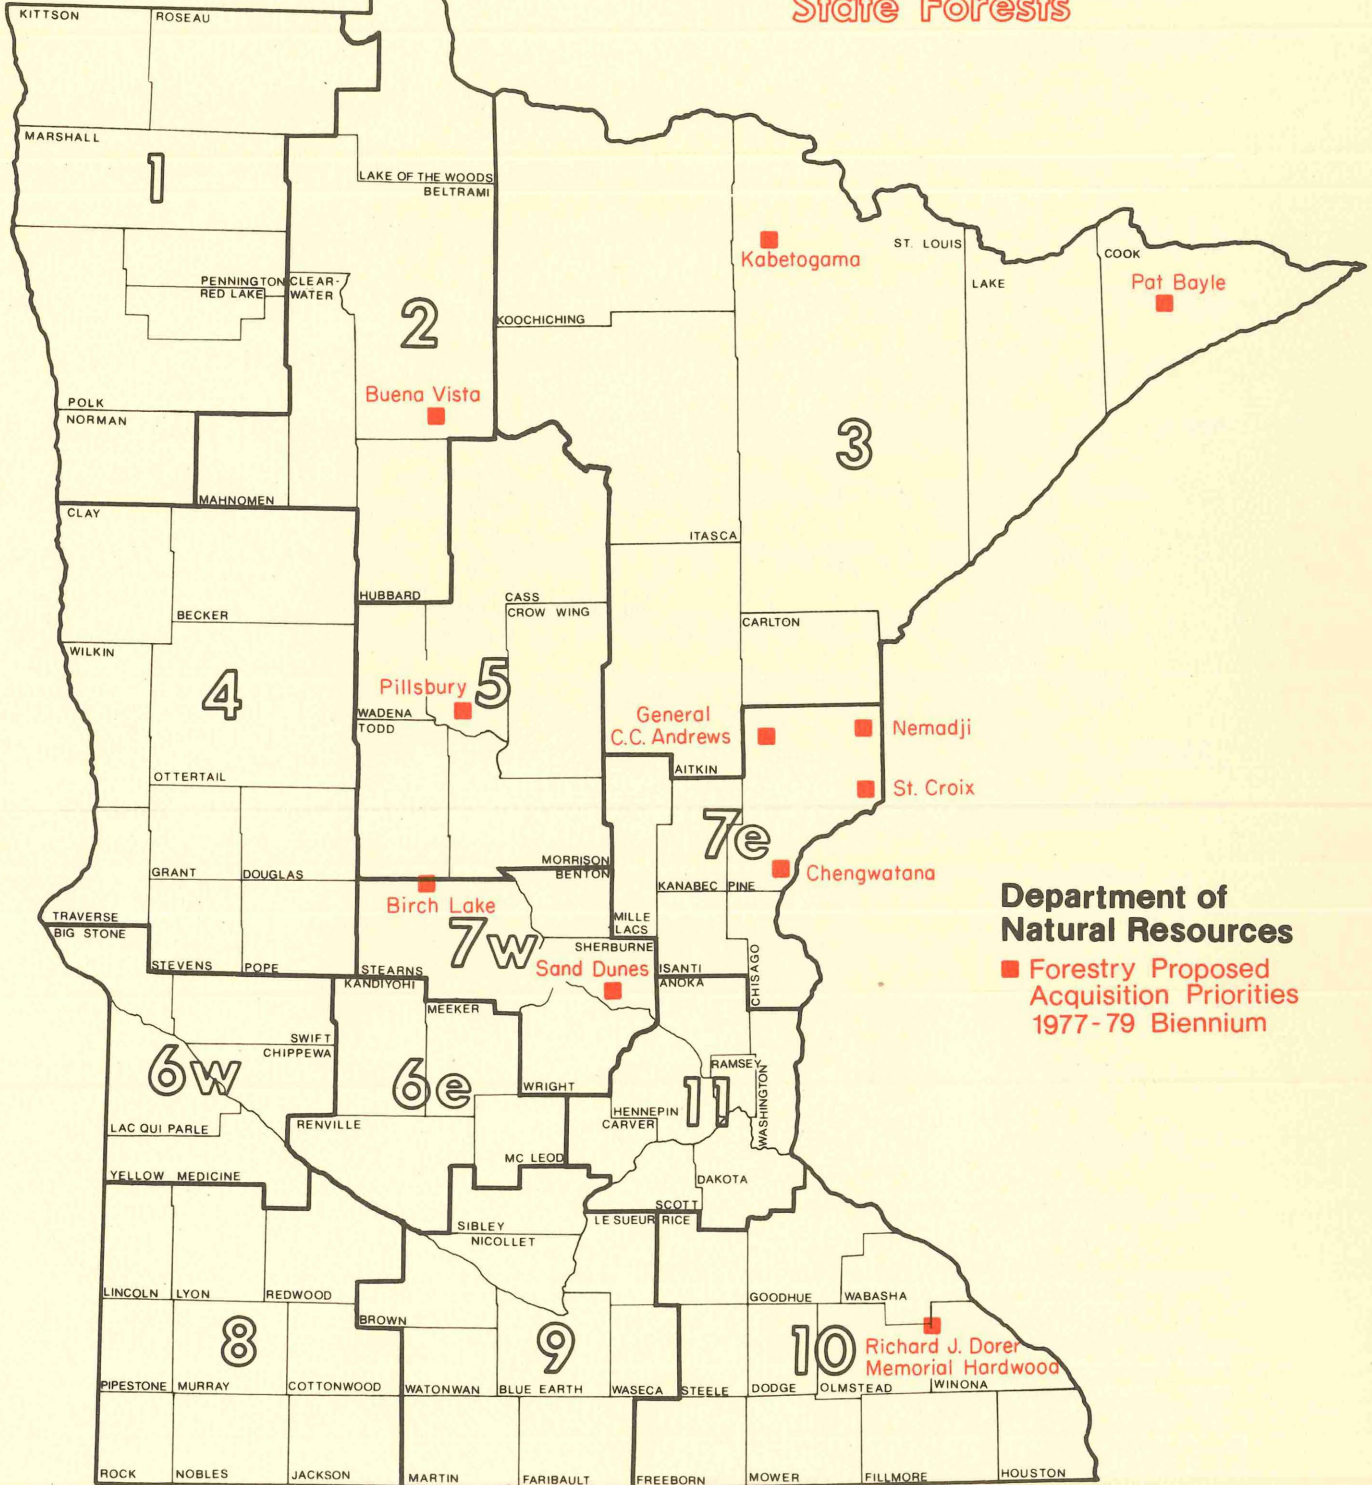 State Forests
KITTSON
ROSEAU
MARSHALL
1
LAKE OF THE WOODS
BELTRAMI
PENNINGTON
RED LAKE
CLEAR-
WATER
2
KOOCHICHING
Kabetogama
ST. LOUIS
LAKE
COOK
Pat Bayle
Buena Vista
POLK
NORMAN
3
MAHNOMEN
CLAY
ITASCA
HUBBARD
CASS
CROW WING
BECKER
CARLTON
WILKIN
4
Pillsbury
5
WADENA
TODD
General
C.C. Andrews
Nemadji
AITKIN
St. Croix
OTTERTAIL
7e
MORRISON
BENTON
Chengwatana
GRANT
DOUGLAS
KANABEC
PINE
Birch Lake
TRAVERSE
BIG STONE
7w
MILLE
LACS
SHERBURNE
STEVENS
POPE
STEARNS
KANDIYOHI
Sand Dunes
ISANTI
ANOKA
CHISAGO
Department of
Natural Resources
Forestry Proposed
Acquisition Priorities
1977-79 Biennium
MEEKER
SWIFT
CHIPPEWA
6w
6e
WRIGHT
RAMSEY
11
WASHINGTON
HENNEPIN
CARVER
LAC QUI PARLE
RENVILLE
MC LEOD
YELLOW MEDICINE
DAKOTA
SCOTT
SIBLEY
NICOLLET
LE SUEUR
RICE
LINCOLN
LYON
REDWOOD
GOODHUE
WABASHA
BROWN
8
9
10
Richard J. Dorer
Memorial Hardwood
PIPESTONE
MURRAY
COTTONWOOD
WATONWAN
BLUE EARTH
WASECA
STEELE
DODGE
OLMSTEAD
WINONA
ROCK
NOBLES
JACKSON
MARTIN
FARIBAULT
FREEBORN
MOWER
FILLMORE
HOUSTON